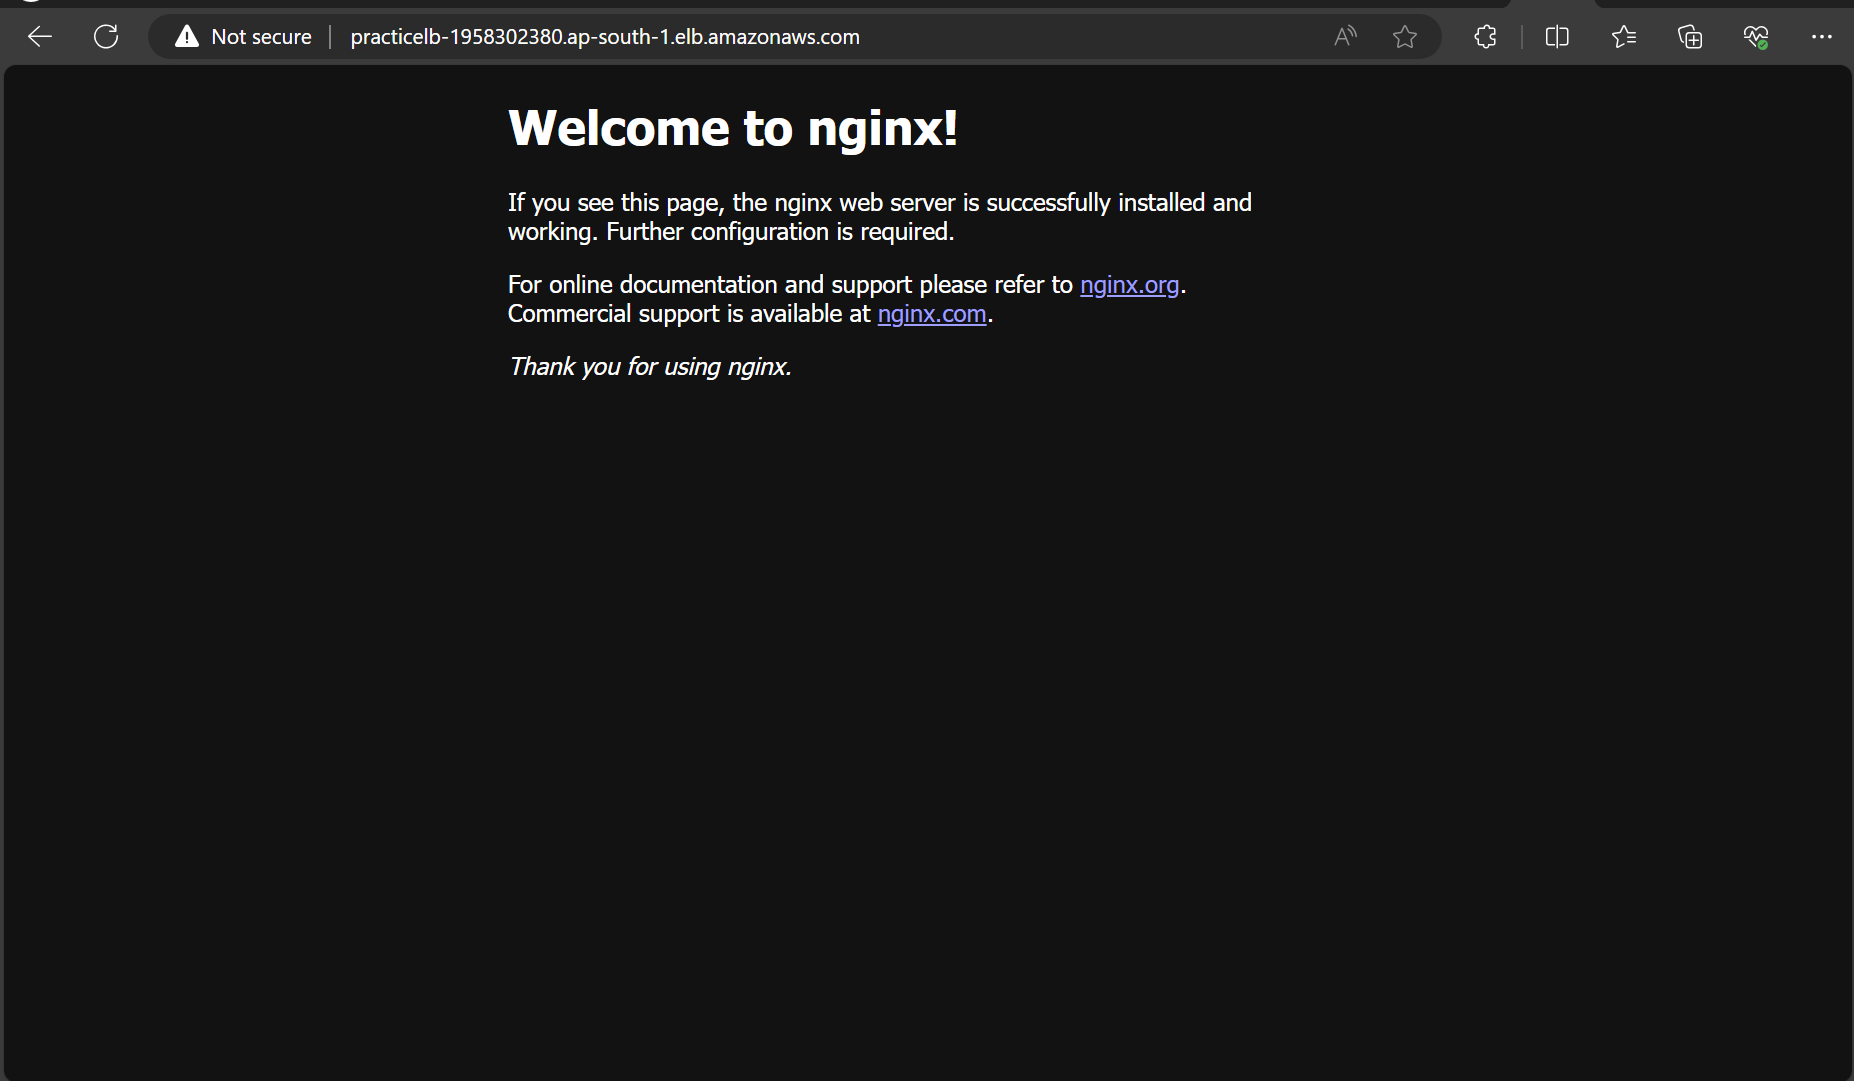 Not secure
practicelb-1958302380.ap-south-1.elb.amazonaws.com
Welcome to nginx!
If you see this page, the nginx web server is successfully installed and
working. Further configuration is required.
For online documentation and support please refer to nginx.org.
Commercial support is available at nginx.com.
Thank you for using nginx.